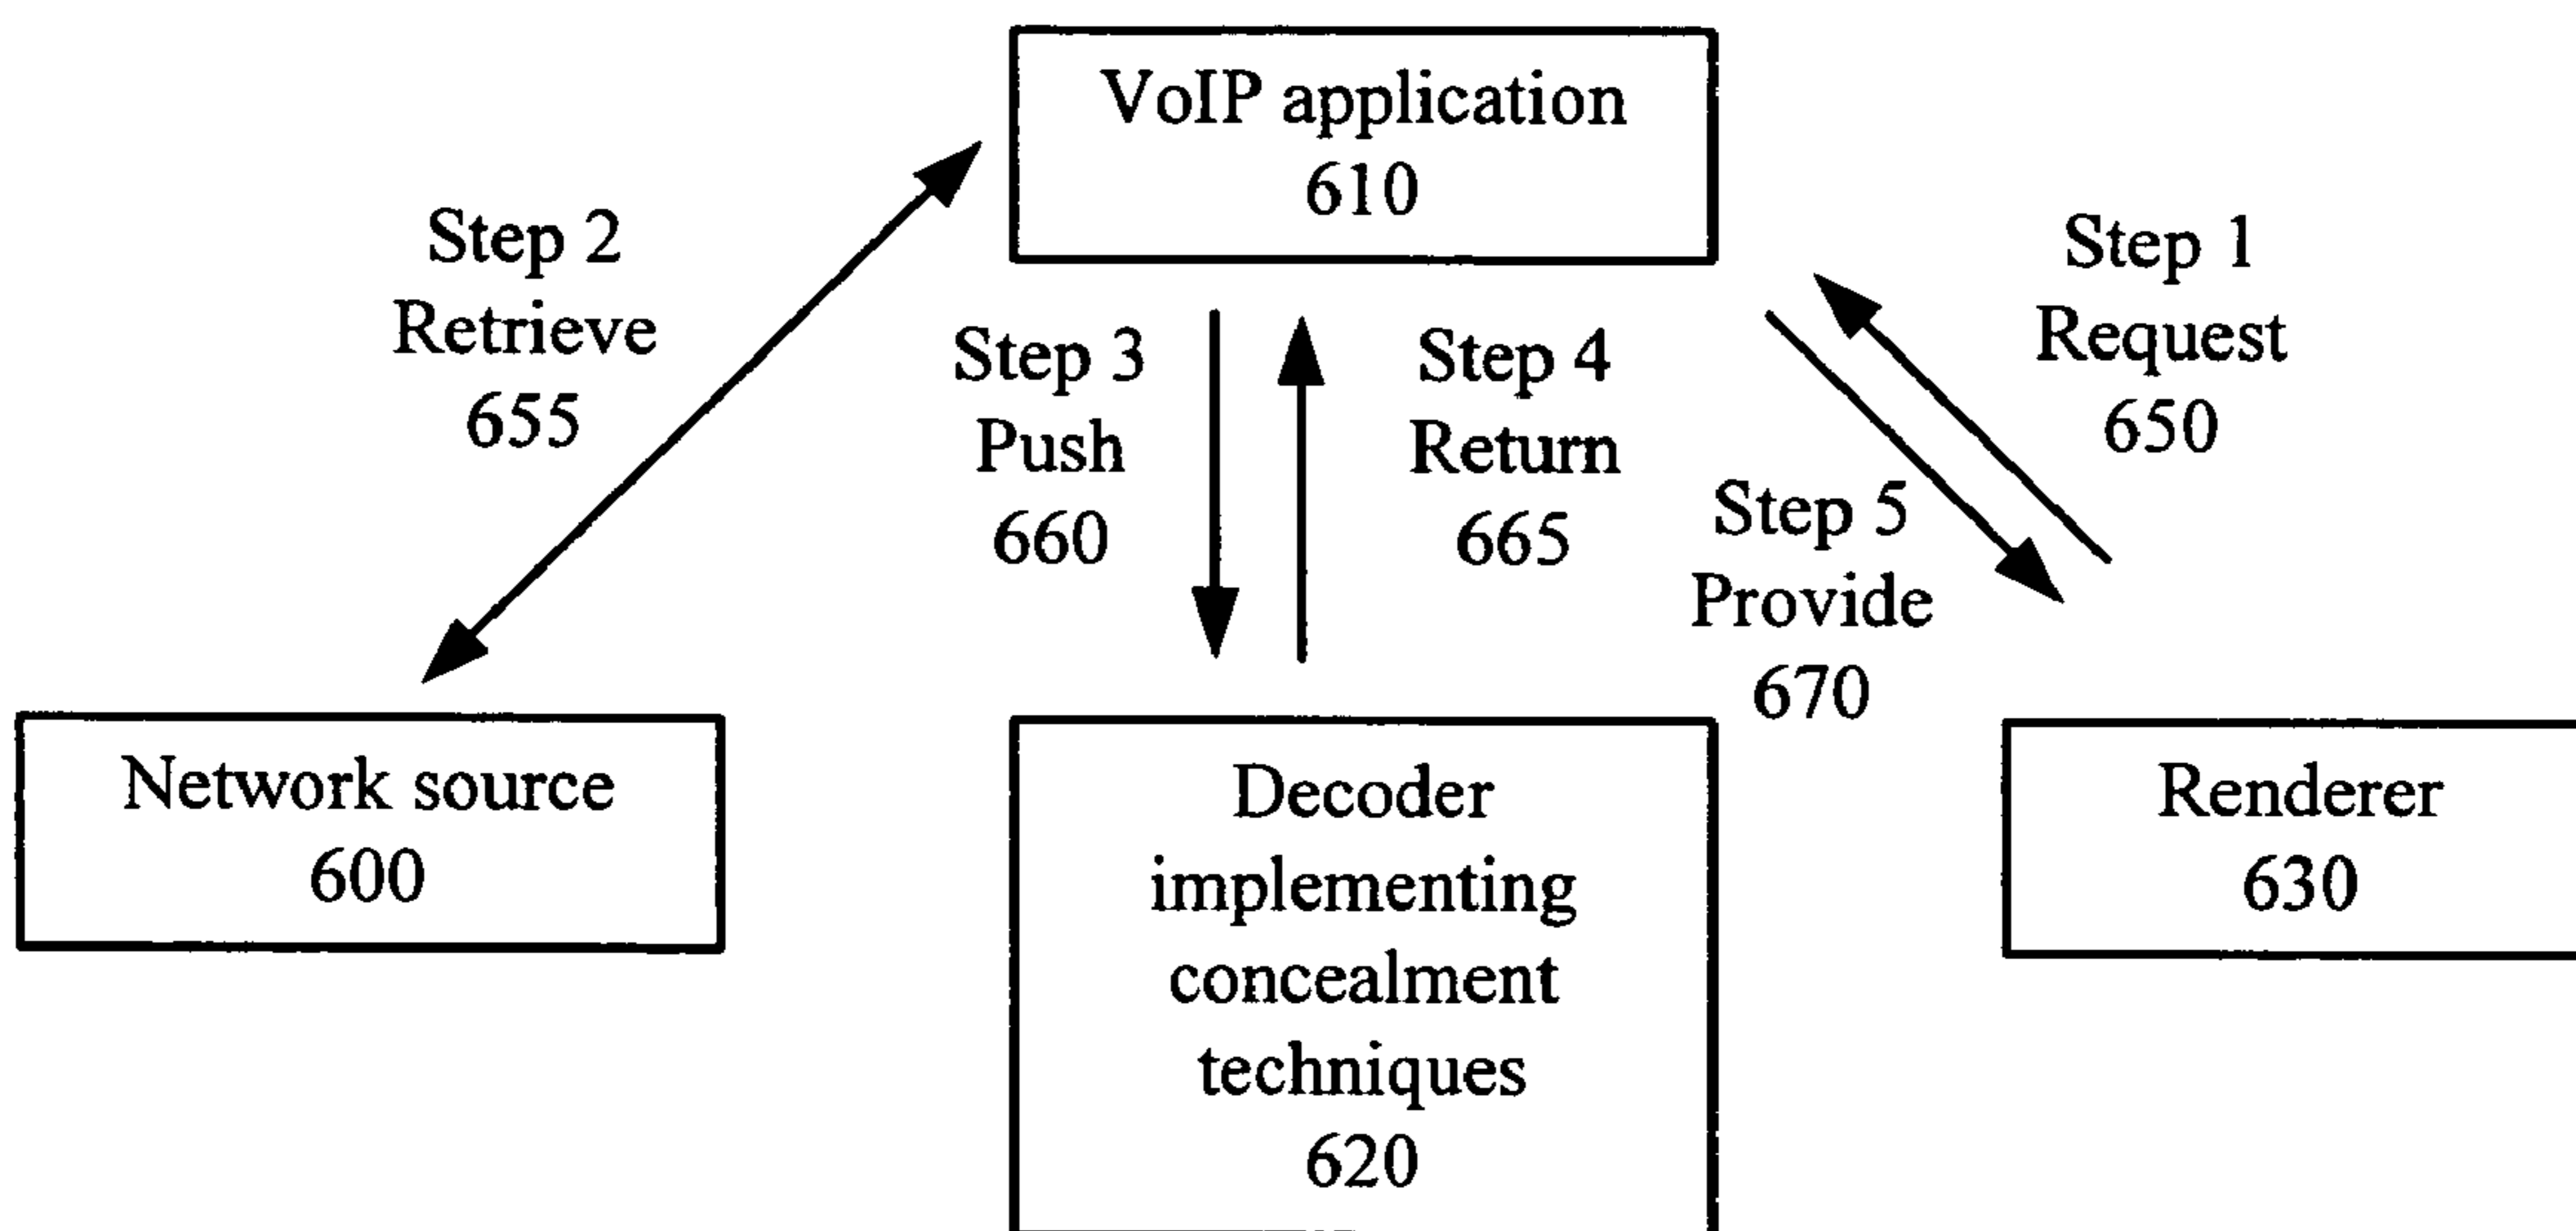 VoIP application
610
Step 2
Retrieve
655
Step 3
Push
660
Step 4
Return
665
Step 1
Request
650
Step 5
Provide
670
Network source
600
Decoder
implementing
concealment
techniques
620
Renderer
630